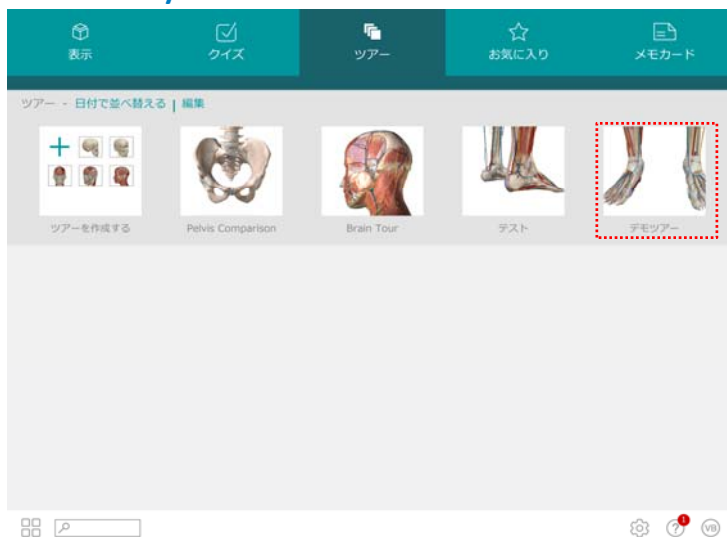 表示
クイズ
ツアー
お気に入り
メモカード
ツアー - 日付で並べ替える | 編集
ツアーを作成する
Pelvis Comparison
Brain Tour
テスト
デモツアー
1
?
VB